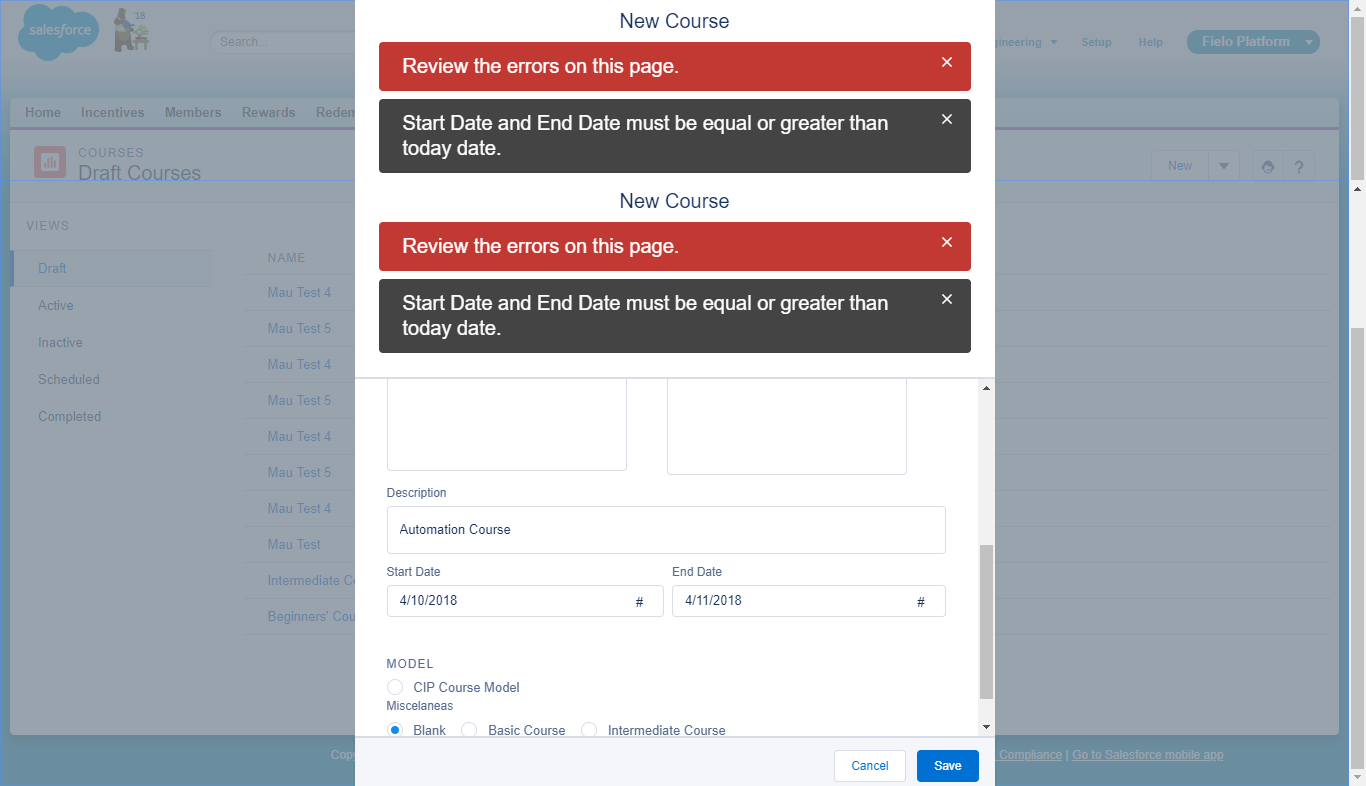 New Course
salesforce
'18
Search...
gineering
Setup
Help
Fielo Platform
Review the errors on this page.
Home Incentives Members Rewards
Start Date and End Date must be equal or greater than
today date.
COURSES
Draft Courses
New
?
New Course
VIEWS
Review the errors on this page.
NAME
Draft
Active
Inactive
Scheduled
Completed
Mau Test 4
Mau Test 5
Mau Test 4
Mau Test 5
Mau Test 4
Mau Test 5
Mau Test 4
Mau Test
Intermediate
Beginners'
Start Date and End Date must be equal or greater than
today date.
Description
Automation Course
Start Date End Date
4/10/2018 # 4/11/2018 #
MODEL
CIP Course Model
Miscelaneas
Blank Basic Course Intermediate Course
Compliance | Go to Salesforce mobile app
Cancel Save